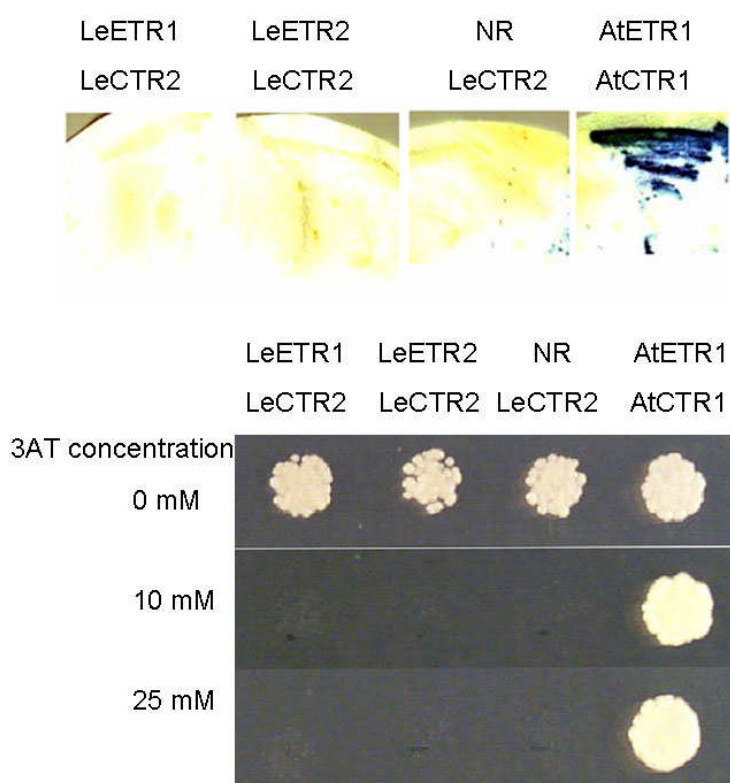 LeETR1 LeETR2 NR AtETR1
LeCTR2 LeCTR2 LeCTR2 AtCTR1
LeETR1 LeETR2 NR AtETR1
LeCTR2 LeCTR2 LeCTR2 AtCTR1
3AT concentration
0 mM
10 mM
25 mM